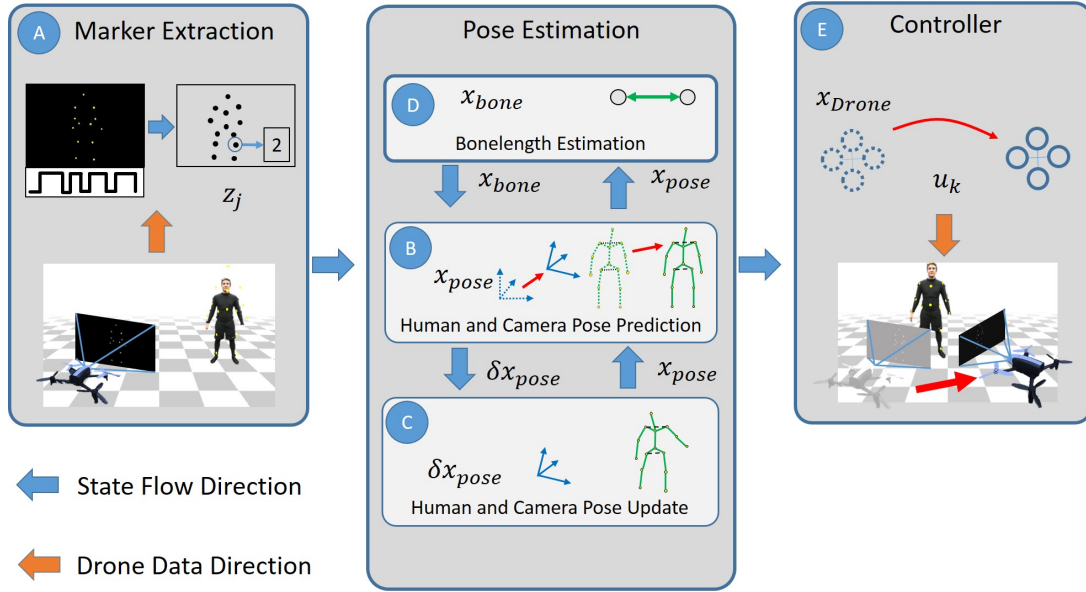 A Marker Extraction
2
z_j
Pose Estimation
D x_bone
Bonelength Estimation
x_bone x_pose
B
x_pose
Human and Camera Pose Prediction
δx_pose x_pose
C
δx_pose
Human and Camera Pose Update
E Controller
x_Drone
u_k
State Flow Direction
Drone Data Direction